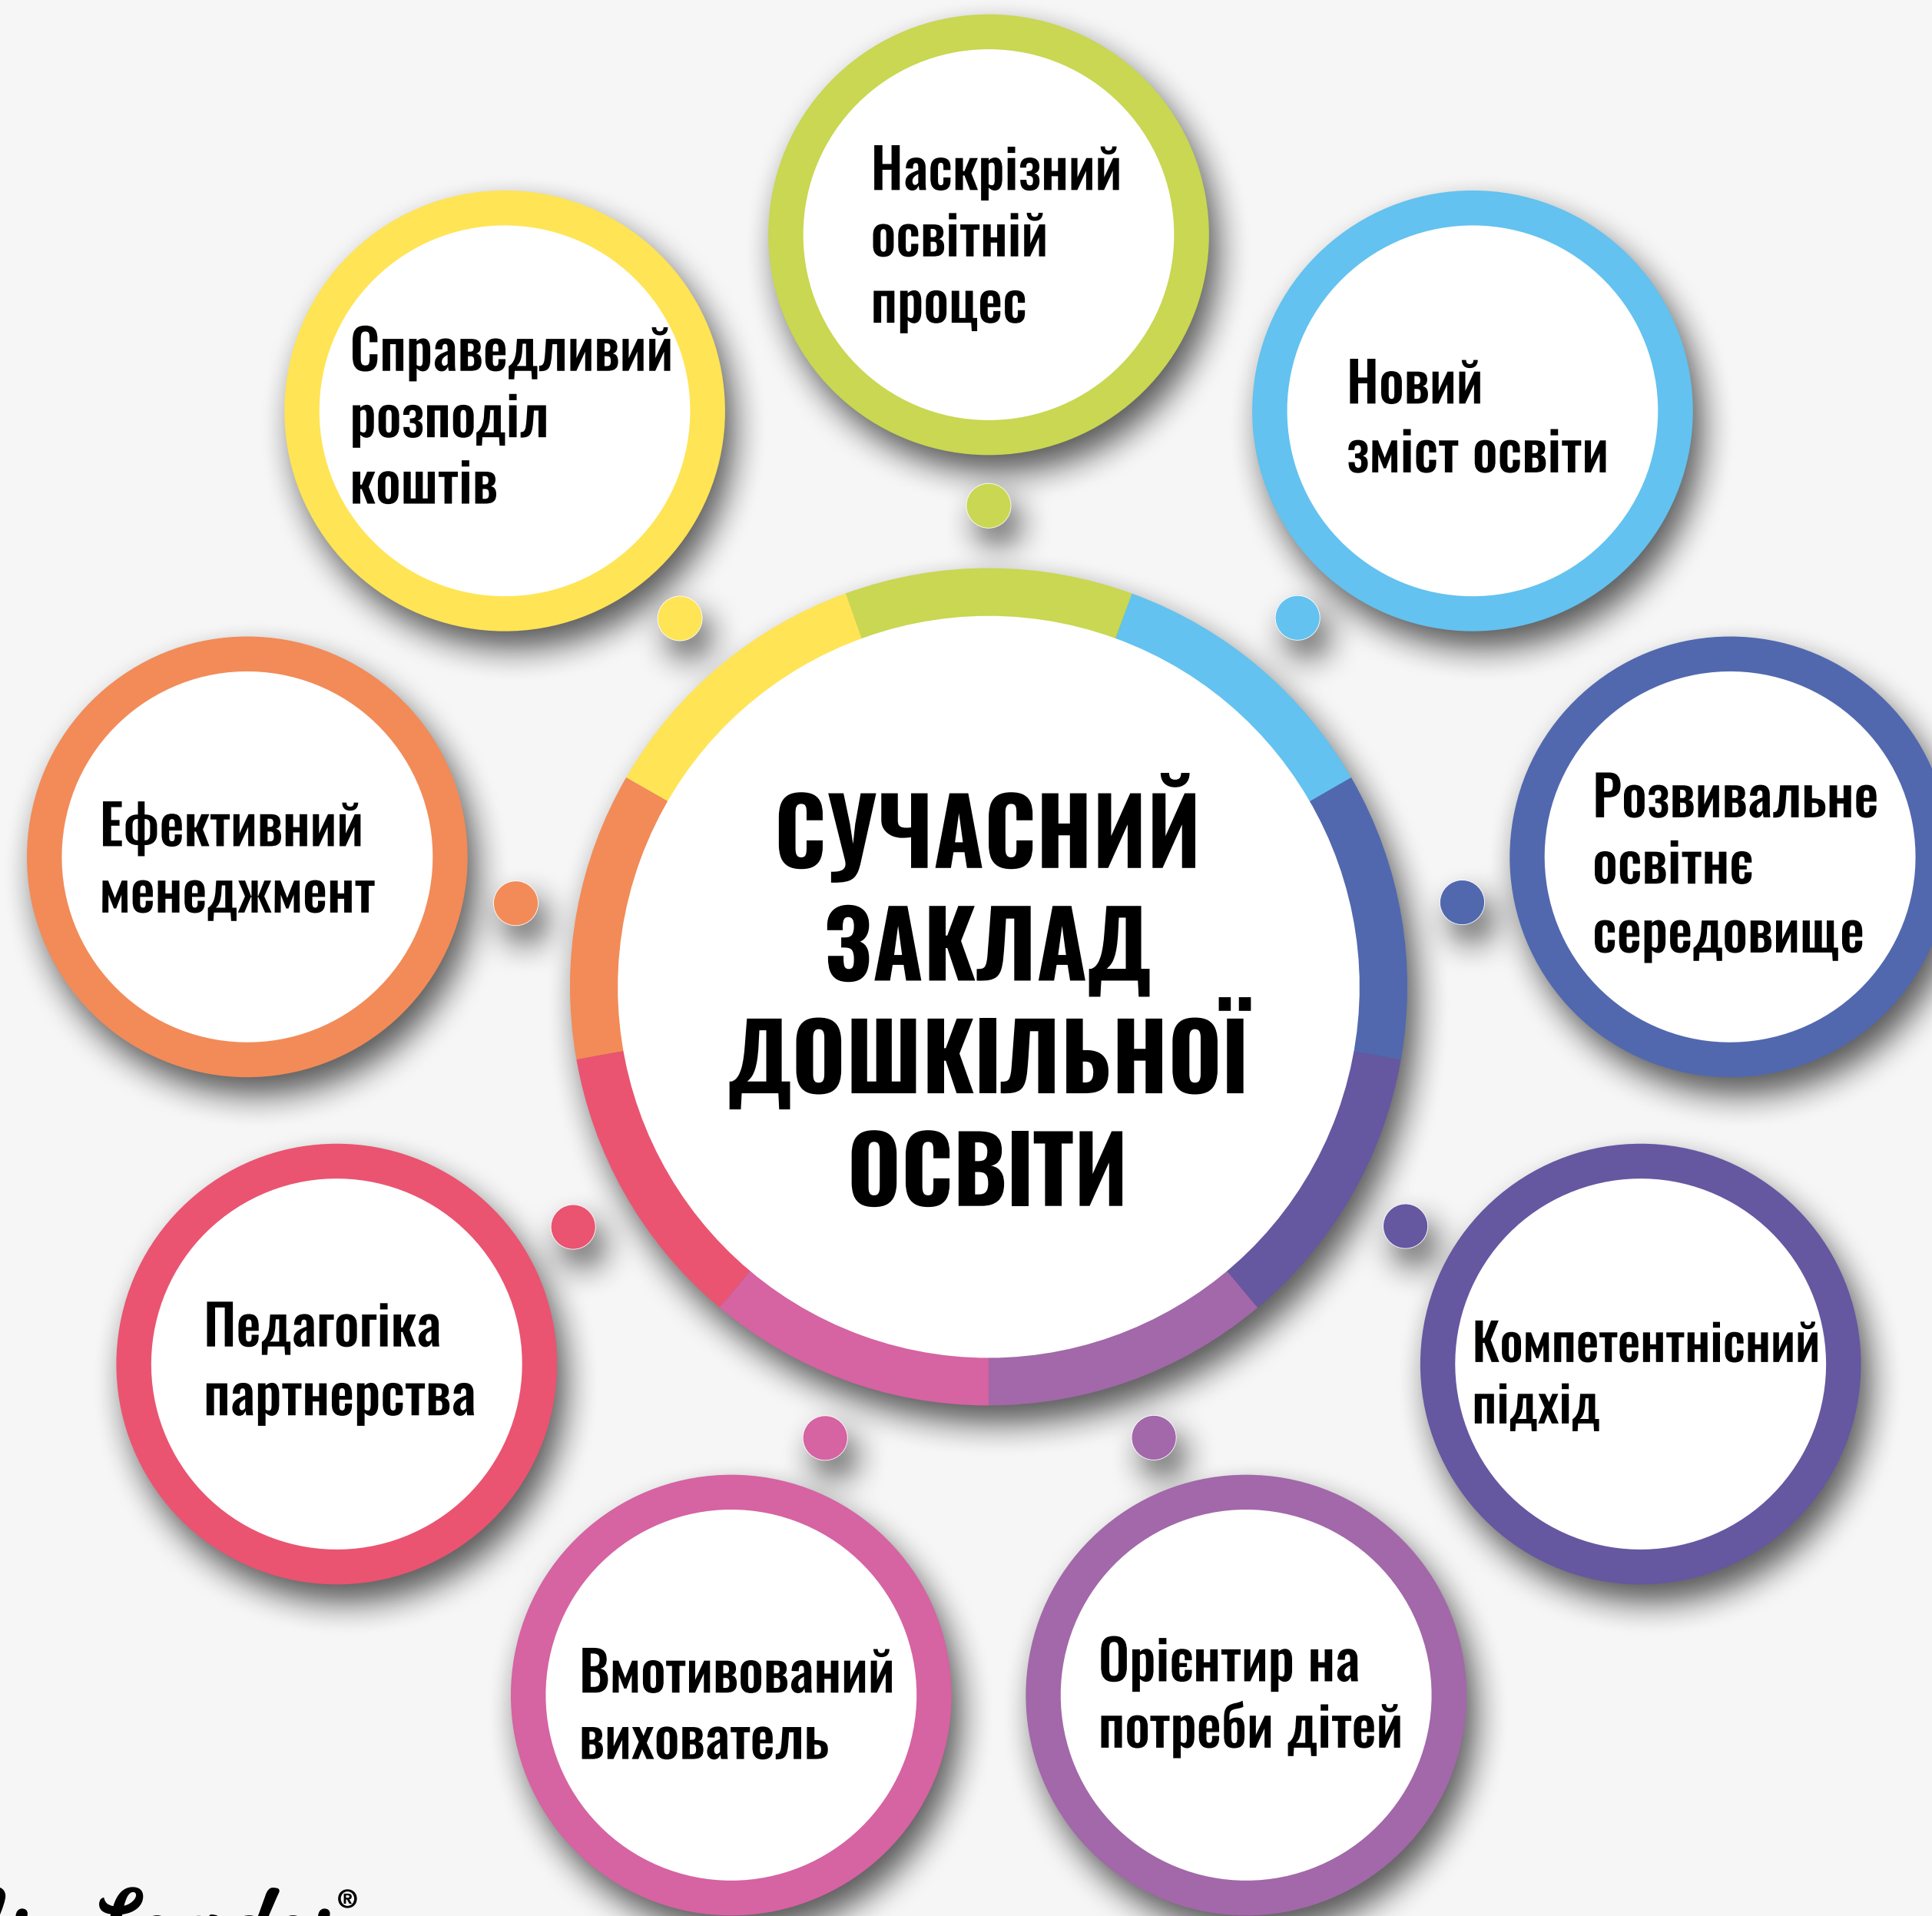 Наскрізний
освітній
процес
Новий
зміст освіти
Розвивальне
освітнє
середовище
Компетентнісний
підхід
Орієнтир на
потреби дітей
Вмотивований
вихователь
Педагогіка
партнерства
Ефективний
менеджмент
Справедливий
розподіл
коштів
СУЧАСНИЙ
ЗАКЛАД
ДОШКІЛЬНОЇ
ОСВІТИ
®